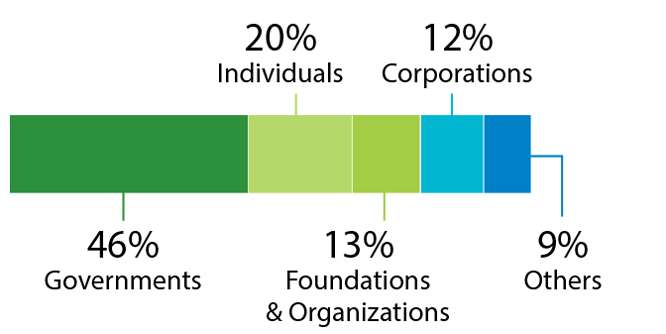 20%
Individuals
12%
Corporations
46%
Governments
13%
Foundations
& Organizations
9%
Others